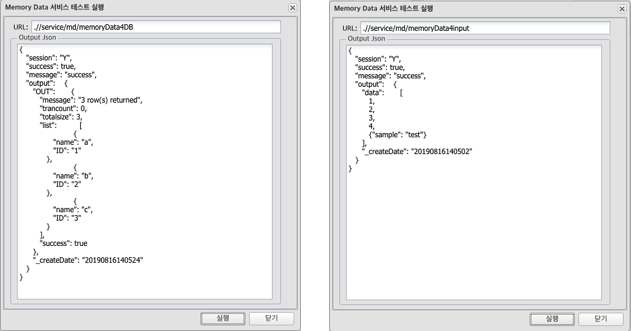 Memory Data 서비스 테스트 실행
URL: .//service/md/memoryData4DB
Output Json
{
"session": "Y",
"success": true,
"message": "success",
"output": {
"OUT": {
"message": "3 row(s) returned",
"trancount": 0,
"totalsize": 3,
"list": [
{
"name": "a",
"ID": "1"
},
{
"name": "b",
"ID": "2"
},
{
"name": "c",
"ID": "3"
}
],
"success": true
},
"_createDate": "20190816140524"
}
}
실행 닫기
Memory Data 서비스 테스트 실행
URL: .//service/md/memoryData4input
Output Json
{
"session": "Y",
"success": true,
"message": "success",
"output": {
"data": [
1,
2,
3,
4,
{"sample": "test"}
],
"_createDate": "20190816140502"
}
}
실행 닫기